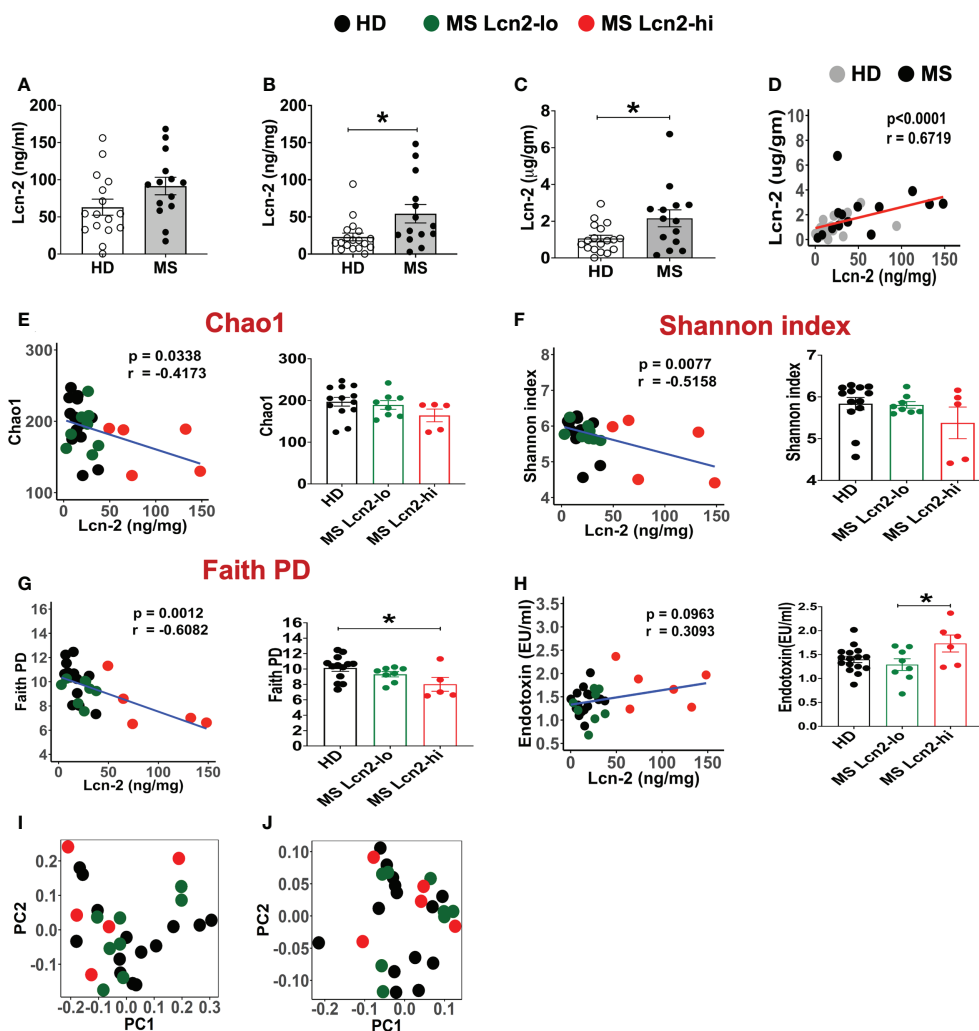 HD MS Lcn2-lo MS Lcn2-hi
A
Lcn-2 (ng/ml)
200
150
100
50
0
HD MS
B
Lcn-2 (ng/mg)
200
150
100
50
0
*
HD MS
C
Lcn-2 (µg/gm)
8
6
4
2
0
*
HD MS
D
HD MS
Lcn-2 (ug/gm)
10
8
6
4
2
0
p<0.0001
r = 0.6719
0 50 100 150
Lcn-2 (ng/mg)
E
Chao1
Chao1
300
200
100
p = 0.0338
r = -0.4173
0 50 100 150
Lcn-2 (ng/mg)
Chao1
300
200
100
0
HD
MS Lcn2-lo
MS Lcn2-hi
F
Shannon index
Shannon index
8
6
4
p = 0.0077
r = -0.5158
0 50 100 150
Lcn-2 (ng/mg)
Shannon index
7
6
5
4
HD
MS Lcn2-lo
MS Lcn2-hi
G
Faith PD
Faith PD
16
14
12
10
8
6
4
p = 0.0012
r = -0.6082
0 50 100 150
Lcn-2 (ng/mg)
Faith PD
16
14
12
10
8
6
4
2
0
*
HD
MS Lcn2-lo
MS Lcn2-hi
H
Endotoxin(EU/ml)
3.5
3.0
2.5
2.0
1.5
1.0
0.5
p = 0.0963
r = 0.3093
0 50 100 150
Lcn-2 (ng/mg)
Endotoxin(EU/ml)
2.5
2.0
1.5
1.0
0.5
0.0
*
HD
MS Lcn2-lo
MS Lcn2-hi
I
PC2
0.2
0.1
0.0
-0.1
-0.2 -0.1 0.0 0.1 0.2 0.3
PC1
J
PC2
0.10
0.05
0.00
-0.05
-0.10
-0.2 -0.1 0.0 0.1
PC1